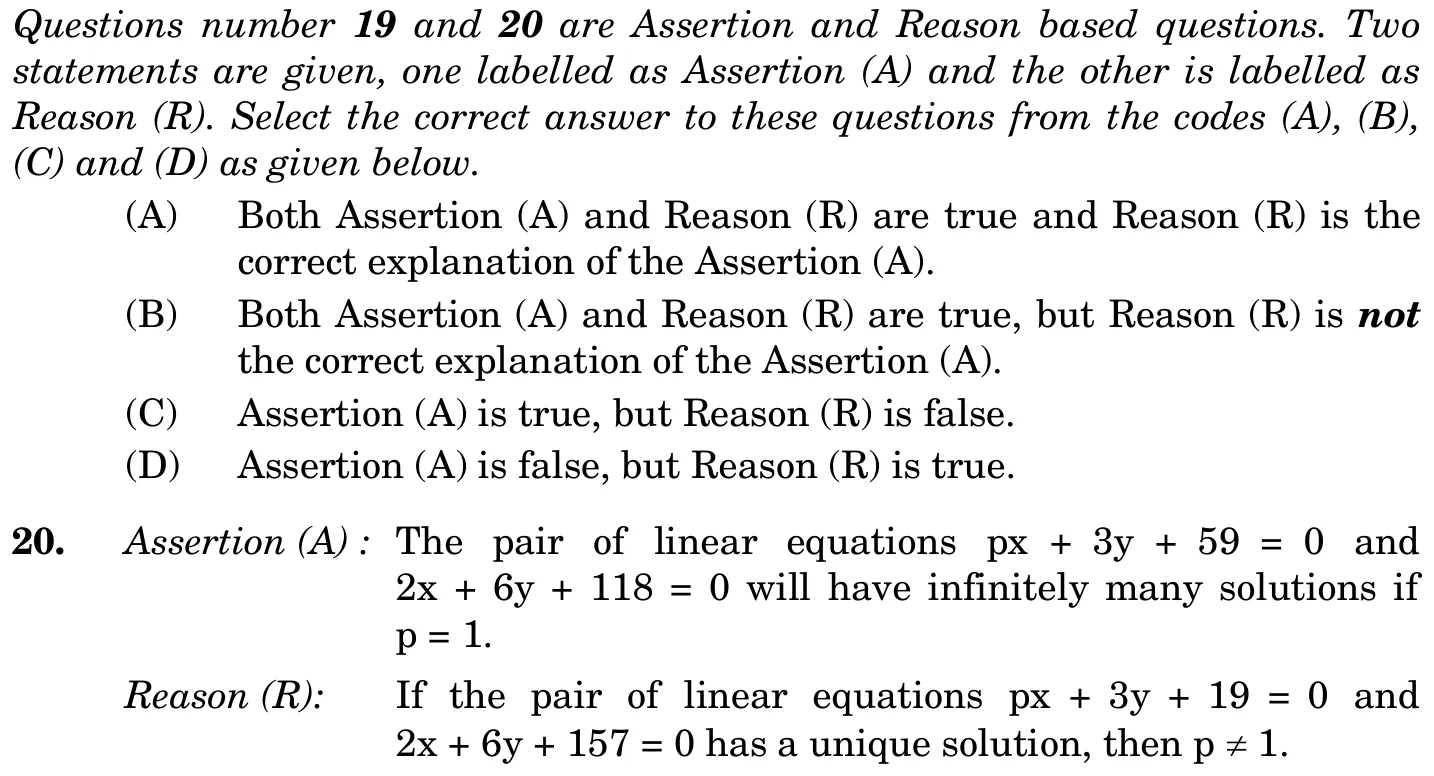 Questions number 19 and 20 are Assertion and Reason based questions. Two
statements are given, one labelled as Assertion (A) and the other is labelled as
Reason (R). Select the correct answer to these questions from the codes (A), (B),
(C) and (D) as given below.
(A) Both Assertion (A) and Reason (R) are true and Reason (R) is the
correct explanation of the Assertion (A).
(B) Both Assertion (A) and Reason (R) are true, but Reason (R) is not
the correct explanation of the Assertion (A).
(C) Assertion (A) is true, but Reason (R) is false.
(D) Assertion (A) is false, but Reason (R) is true.
20. Assertion (A) : The pair of linear equations px + 3y + 59 = 0 and
2x + 6y + 118 = 0 will have infinitely many solutions if
p = 1.
Reason (R): If the pair of linear equations px + 3y + 19 = 0 and
2x + 6y + 157 = 0 has a unique solution, then p ≠ 1.